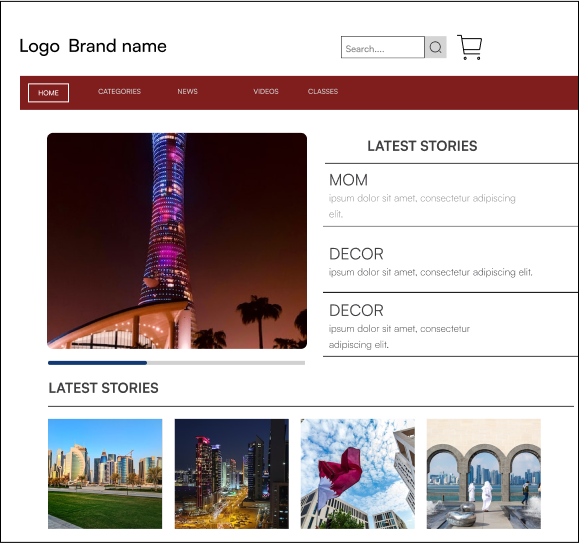 Logo Brand name
Search....
HOME CATEGORIES NEWS VIDEOS CLASSES
LATEST STORIES
MOM
ipsum dolor sit amet, consectetur adipiscing
elit.
DECOR
ipsum dolor sit amet, consectetur adipiscing elit.
DECOR
ipsum dolor sit amet, consectetur
adipiscing elit.
LATEST STORIES